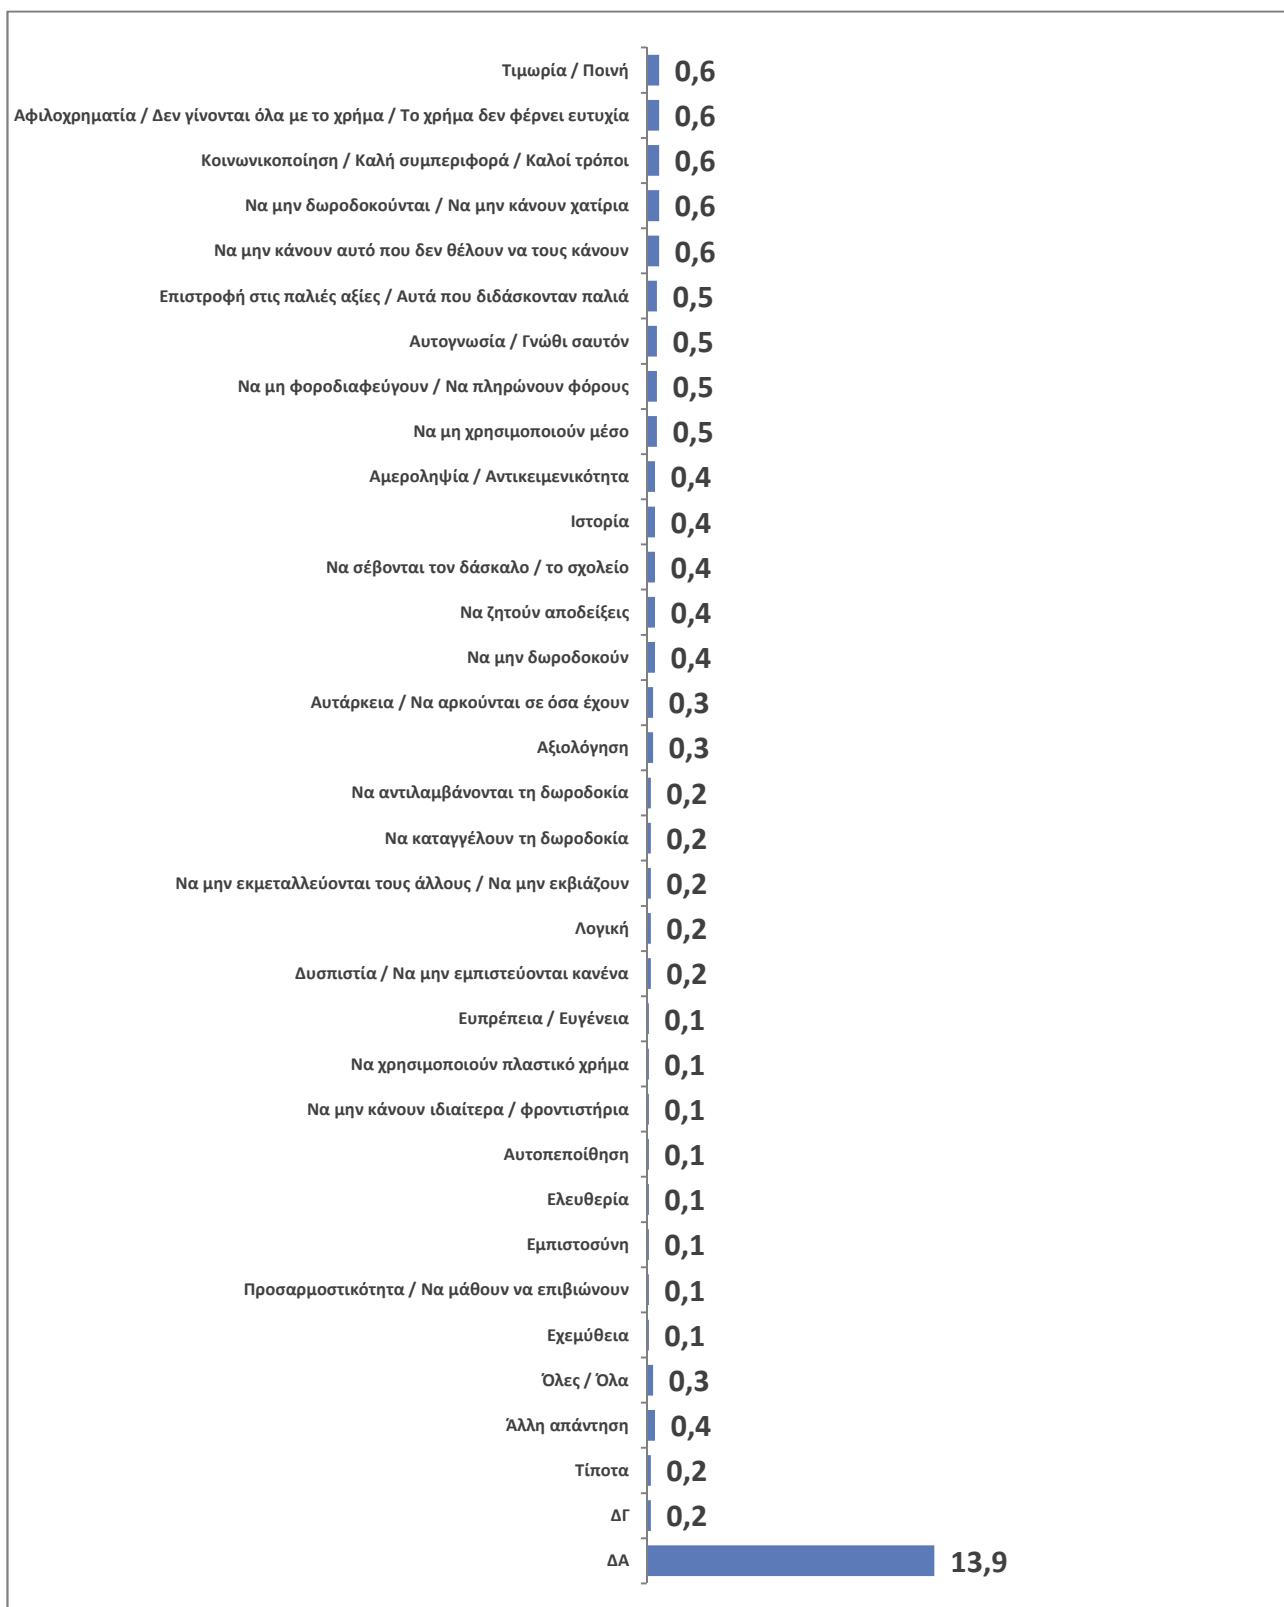 Τιμωρία / Ποινή 0,6
Αφιλοχρηματία / Δεν γίνονται όλα με το χρήμα / Το χρήμα δεν φέρνει ευτυχία 0,6
Κοινωνικοποίηση / Καλή συμπεριφορά / Καλοί τρόποι 0,6
Να μην δωροδοκούνται / Να μην κάνουν χατίρια 0,6
Να μην κάνουν αυτό που δεν θέλουν να τους κάνουν 0,6
Επιστροφή στις παλιές αξίες / Αυτά που διδάσκονταν παλιά 0,5
Αυτογνωσία / Γνώθι σαυτόν 0,5
Να μη φοροδιαφεύγουν / Να πληρώνουν φόρους 0,5
Να μη χρησιμοποιούν μέσο 0,5
Αμεροληψία / Αντικειμενικότητα 0,4
Ιστορία 0,4
Να σέβονται τον δάσκαλο / το σχολείο 0,4
Να ζητούν αποδείξεις 0,4
Να μην δωροδοκούν 0,4
Αυτάρκεια / Να αρκούνται σε όσα έχουν 0,3
Αξιολόγηση 0,3
Να αντιλαμβάνονται τη δωροδοκία 0,2
Να καταγγέλουν τη δωροδοκία 0,2
Να μην εκμεταλλεύονται τους άλλους / Να μην εκβιάζουν 0,2
Λογική 0,2
Δυσπιστία / Να μην εμπιστεύονται κανένα 0,2
Ευπρέπεια / Ευγένεια 0,1
Να χρησιμοποιούν πλαστικό χρήμα 0,1
Να μην κάνουν ιδιαίτερα / φροντιστήρια 0,1
Αυτοπεποίθηση 0,1
Ελευθερία 0,1
Εμπιστοσύνη 0,1
Προσαρμοστικότητα / Να μάθουν να επιβιώνουν 0,1
Εχεμύθεια 0,1
Όλες / Όλα 0,3
Άλλη απάντηση 0,4
Τίποτα 0,2
ΔΓ 0,2
ΔΑ 13,9